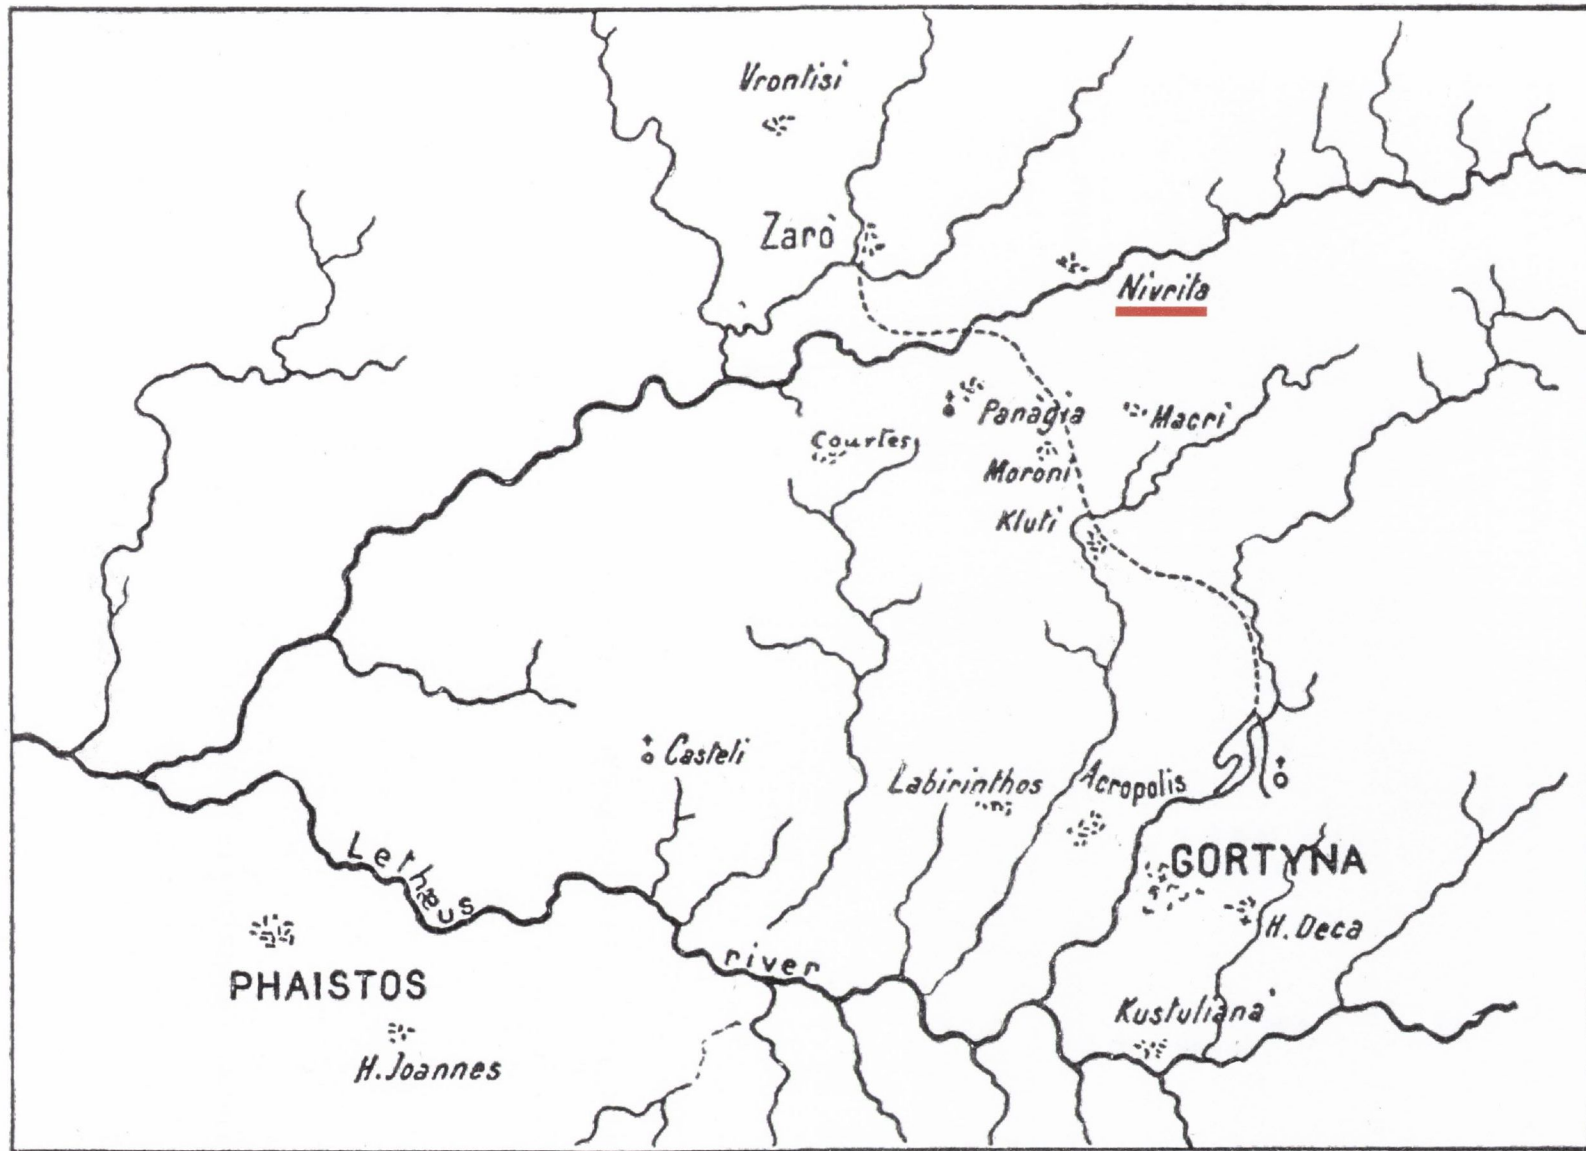 Vrontisi
Zarò
Nivrita
Panagia
Macri
Courtes
Moroni
Kluti
Casteli
Labirinthos
Acropolis
GORTYNA
Lethæus
H. Deca
river
PHAISTOS
Kustuliana
H. Joannes